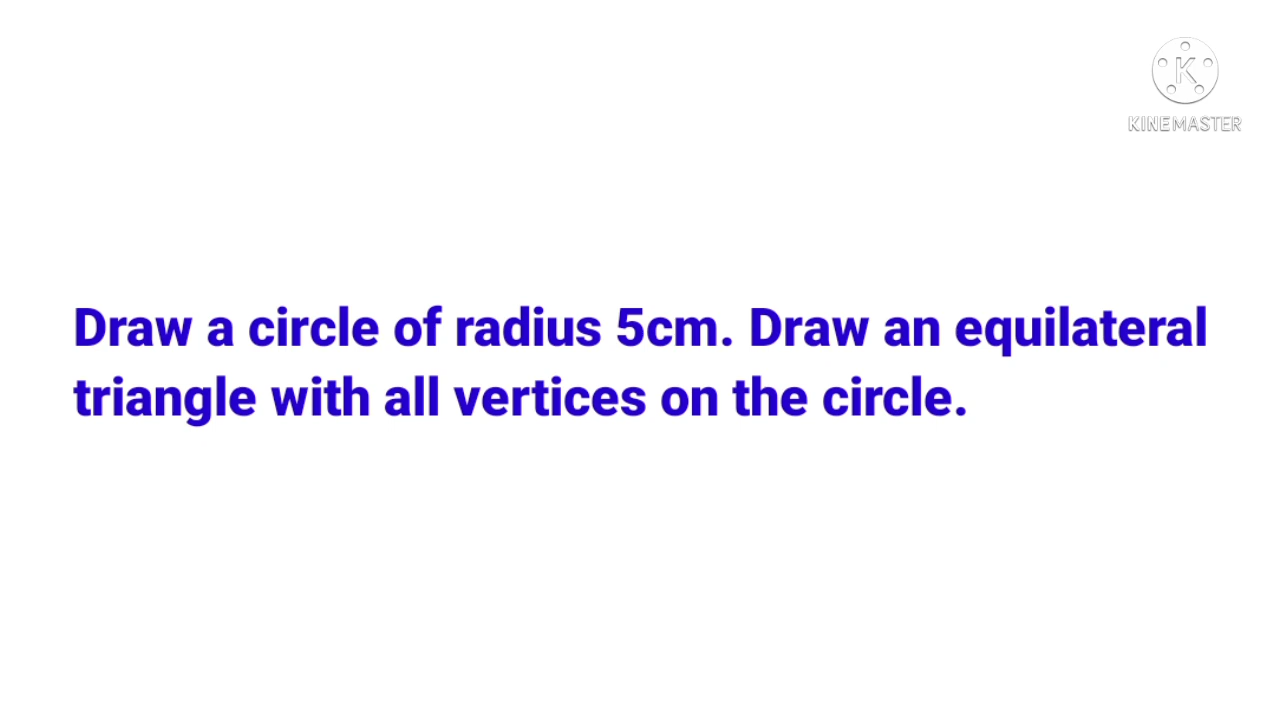 KINEMASTER
Draw a circle of radius 5cm. Draw an equilateral
triangle with all vertices on the circle.